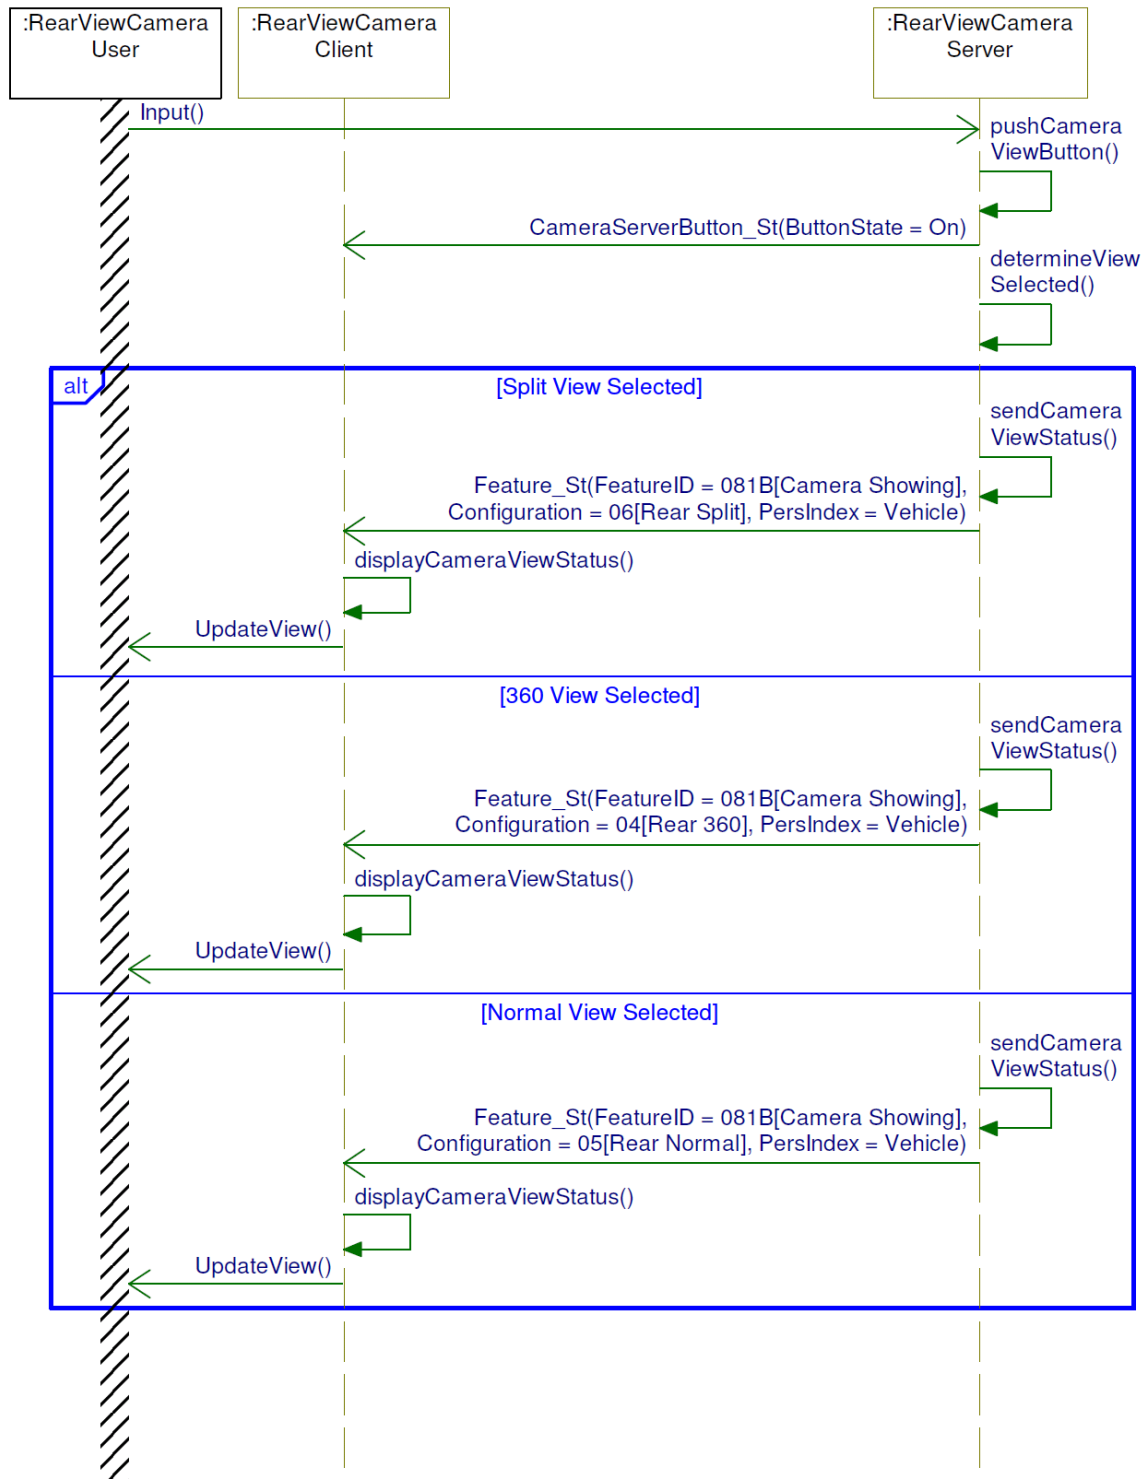 :RearViewCamera
User
:RearViewCamera
Client
:RearViewCamera
Server
Input()
pushCamera
ViewButton()
CameraServerButton_St(ButtonState = On)
determineView
Selected()
alt
[Split View Selected]
sendCamera
ViewStatus()
Feature_St(FeatureID = 081B[Camera Showing],
Configuration = 06[Rear Split], PersIndex = Vehicle)
displayCameraViewStatus()
UpdateView()
[360 View Selected]
sendCamera
ViewStatus()
Feature_St(FeatureID = 081B[Camera Showing],
Configuration = 04[Rear 360], PersIndex = Vehicle)
displayCameraViewStatus()
UpdateView()
[Normal View Selected]
sendCamera
ViewStatus()
Feature_St(FeatureID = 081B[Camera Showing],
Configuration = 05[Rear Normal], PersIndex = Vehicle)
displayCameraViewStatus()
UpdateView()